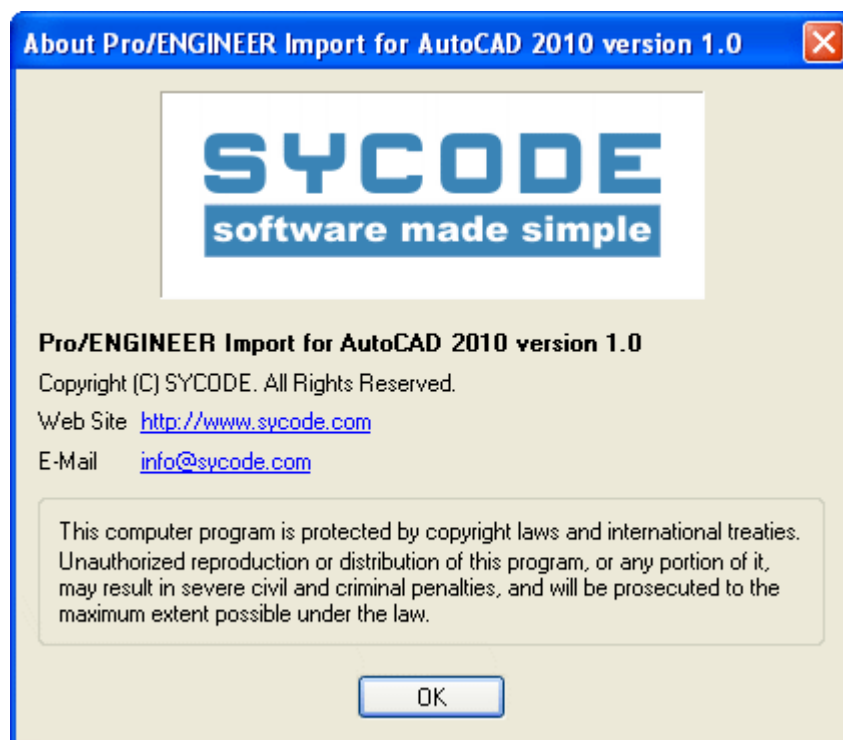 About Pro/ENGINEER Import for AutoCAD 2010 version 1.0
SYCODE
software made simple
Pro/ENGINEER Import for AutoCAD 2010 version 1.0
Copyright (C) SYCODE. All Rights Reserved.
Web Site http://www.sycode.com
E-Mail info@sycode.com
This computer program is protected by copyright laws and international treaties.
Unauthorized reproduction or distribution of this program, or any portion of it,
may result in severe civil and criminal penalties, and will be prosecuted to the
maximum extent possible under the law.
OK